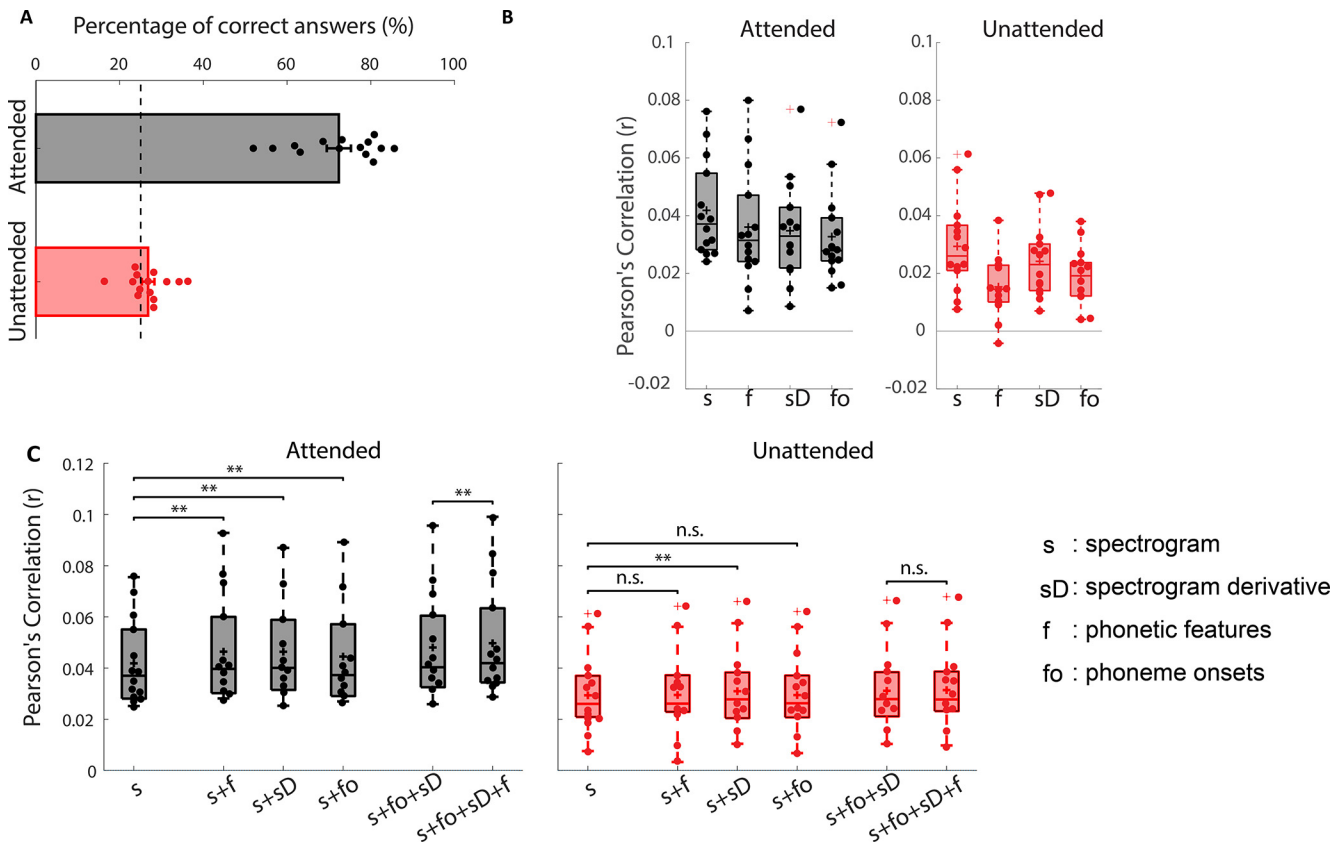 A
Percentage of correct answers (%)
0 20 40 60 80 100
Attended
Unattended
B
Attended
Unattended
Pearson's Correlation (r)
0.1
0.08
0.06
0.04
0.02
0
-0.02
s f sD fo
0.1
0.08
0.06
0.04
0.02
0
-0.02
s f sD fo
C
Attended
Unattended
Pearson's Correlation (r)
0.12
0.1
0.08
0.06
0.04
0.02
0
**
**
**
**
s s+f s+sD s+fo s+fo+sD s+fo+sD+f
n.s.
**
n.s.
n.s.
s s+f s+sD s+fo s+fo+sD s+fo+sD+f
s : spectrogram
sD : spectrogram derivative
f : phonetic features
fo : phoneme onsets